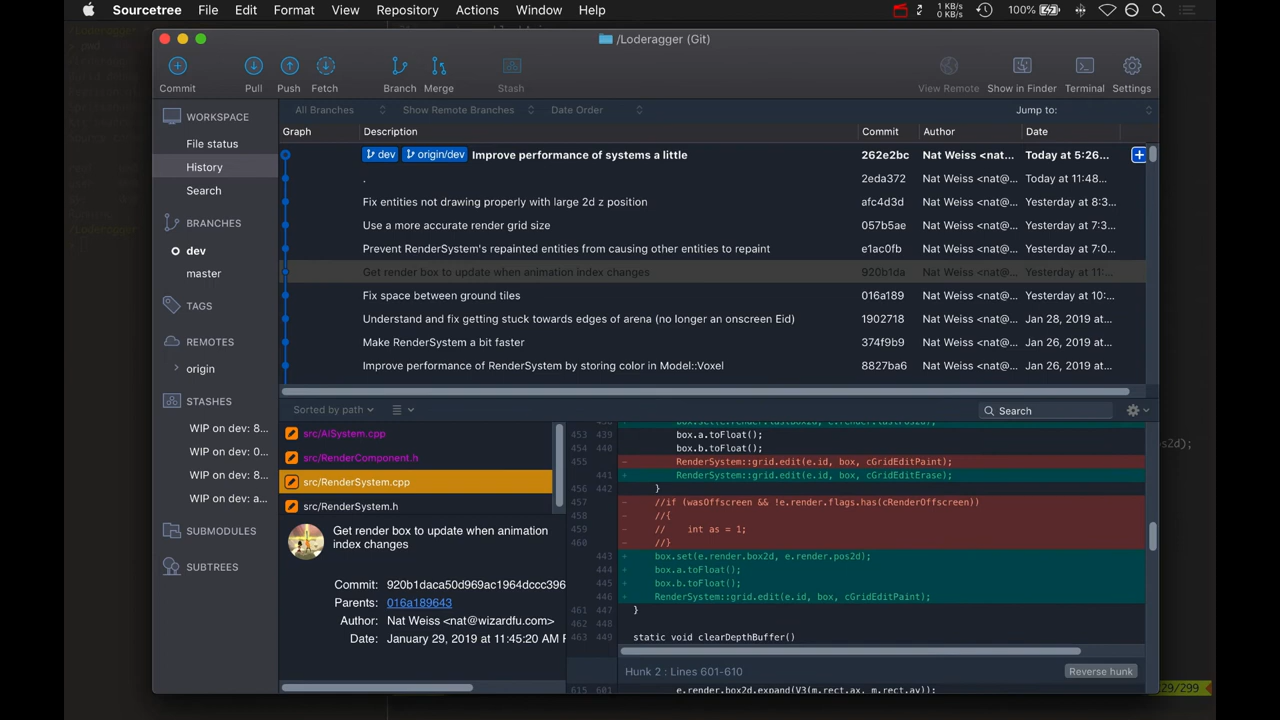 Sourcetree File Edit Format View Repository Actions Window Help 1 KB/s 0 KB/s 100%
/Loderagger (Git)
Commit Pull Push Fetch Branch Merge Stash View Remote Show in Finder Terminal Settings
All Branches Show Remote Branches Date Order Jump to:
Graph Description Commit Author Date
dev origin/dev Improve performance of systems a little 262e2bc Nat Weiss <nat... Today at 5:26...
. 2eda372 Nat Weiss <nat@... Today at 11:48...
Fix entities not drawing properly with large 2d z position afc4d3d Nat Weiss <nat@... Yesterday at 8:3...
Use a more accurate render grid size 057b5ae Nat Weiss <nat@... Yesterday at 7:3...
Prevent RenderSystem's repainted entities from causing other entities to repaint e1ac0fb Nat Weiss <nat@... Yesterday at 7:0...
Get render box to update when animation index changes 920b1da Nat Weiss <nat@... Yesterday at 11:...
Fix space between ground tiles 016a189 Nat Weiss <nat@... Yesterday at 10:...
Understand and fix getting stuck towards edges of arena (no longer an onscreen Eid) 1902718 Nat Weiss <nat@... Jan 28, 2019 at...
Make RenderSystem a bit faster 374f9b9 Nat Weiss <nat@... Jan 26, 2019 at...
Improve performance of RenderSystem by storing color in Model::Voxel 8827ba6 Nat Weiss <nat@... Jan 26, 2019 at...
WORKSPACE
File status
History
Search
BRANCHES
dev
master
TAGS
REMOTES
origin
STASHES
WIP on dev: 8...
WIP on dev: 0...
WIP on dev: 8...
WIP on dev: a...
SUBMODULES
SUBTREES
Sorted by path Search
src/AiSystem.cpp
src/RenderComponent.h
src/RenderSystem.cpp
src/RenderSystem.h
Get render box to update when animation
index changes
Commit: 920b1daca50d969ac1964dccc396
Parents: 016a189643
Author: Nat Weiss <nat@wizardfu.com>
Date: January 29, 2019 at 11:45:20 AM
453 439 box.a.toFloat();
454 440 box.b.toFloat();
455 - RenderSystem::grid.edit(e.id, box, cGridEditPaint);
441 + RenderSystem::grid.edit(e.id, box, cGridEditErase);
456 442 }
457 - //if (wasOffscreen && !e.render.flags.has(cRenderOffscreen))
458 - //{
459 - // int as = 1;
460 - //}
443 + box.set(e.render.box2d, e.render.pos2d);
444 + box.a.toFloat();
445 + box.b.toFloat();
446 + RenderSystem::grid.edit(e.id, box, cGridEditPaint);
461 447 }
462 448
463 449 static void clearDepthBuffer()
Hunk 2 : Lines 601-610 Reverse hunk
615 601 e.render.box2d.expand(V3(m.rect.ax, m.rect.ay));
29/299